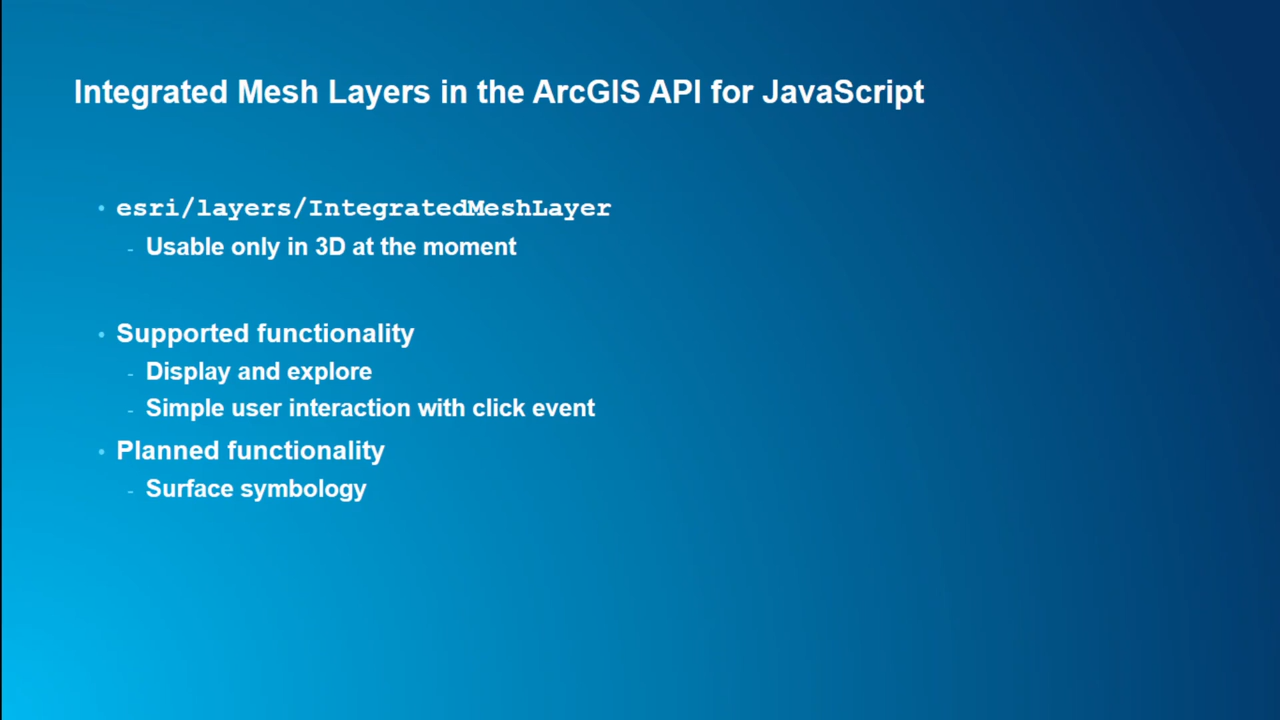 Integrated Mesh Layers in the ArcGIS API for JavaScript
• esri/layers/IntegratedMeshLayer
- Usable only in 3D at the moment
• Supported functionality
- Display and explore
- Simple user interaction with click event
• Planned functionality
- Surface symbology